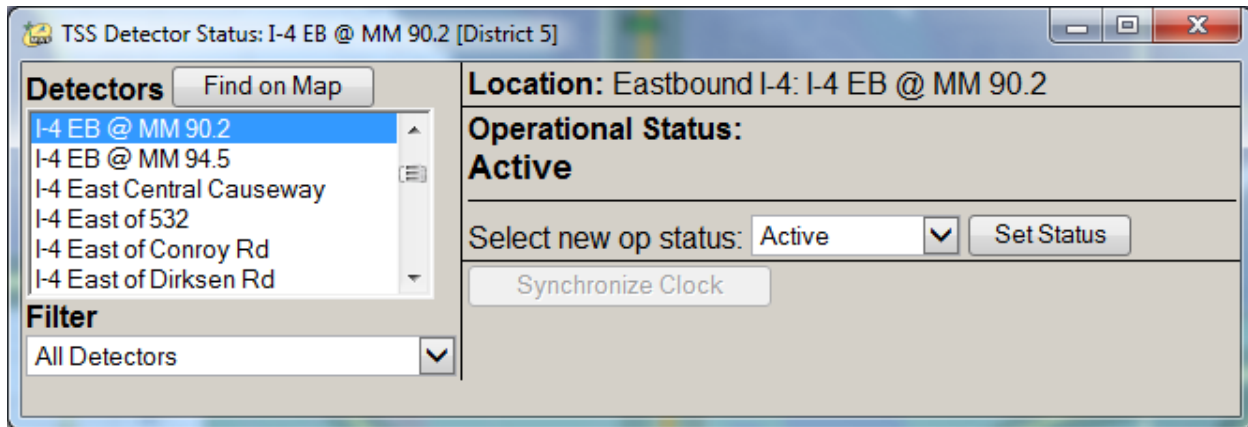 TSS Detector Status: I-4 EB @ MM 90.2 [District 5]
Detectors Find on Map
I-4 EB @ MM 90.2
I-4 EB @ MM 94.5
I-4 East Central Causeway
I-4 East of 532
I-4 East of Conroy Rd
I-4 East of Dirksen Rd
Filter
All Detectors
Location: Eastbound I-4: I-4 EB @ MM 90.2
Operational Status:
Active
Select new op status: Active Set Status
Synchronize Clock